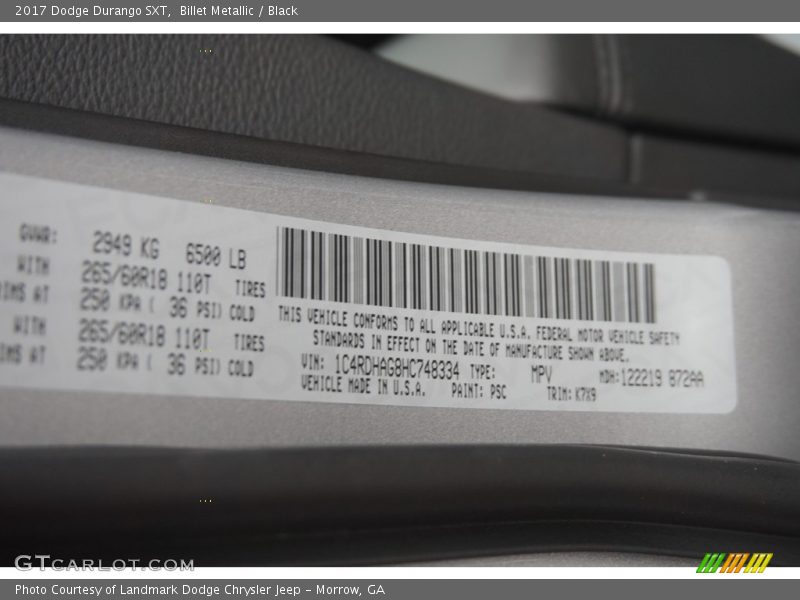 2017 Dodge Durango SXT, Billet Metallic / Black
GVWR: 2949 KG 6500 LB
WITH 265/60R18 110T TIRES
RIMS AT 250 KPA ( 36 PSI) COLD
WITH 265/60R18 110T TIRES
RIMS AT 250 KPA ( 36 PSI) COLD
THIS VEHICLE CONFORMS TO ALL APPLICABLE U.S.A. FEDERAL MOTOR VEHICLE SAFETY
STANDARDS IN EFFECT ON THE DATE OF MANUFACTURE SHOWN ABOVE.
VIN: 1C4RDHAG8HC748334 TYPE: MPV MDH:122219 872AA
VEHICLE MADE IN U.S.A. PAINT: PSC TRIM: K7X9
GTCARLOT.COM
Photo Courtesy of Landmark Dodge Chrysler Jeep – Morrow, GA